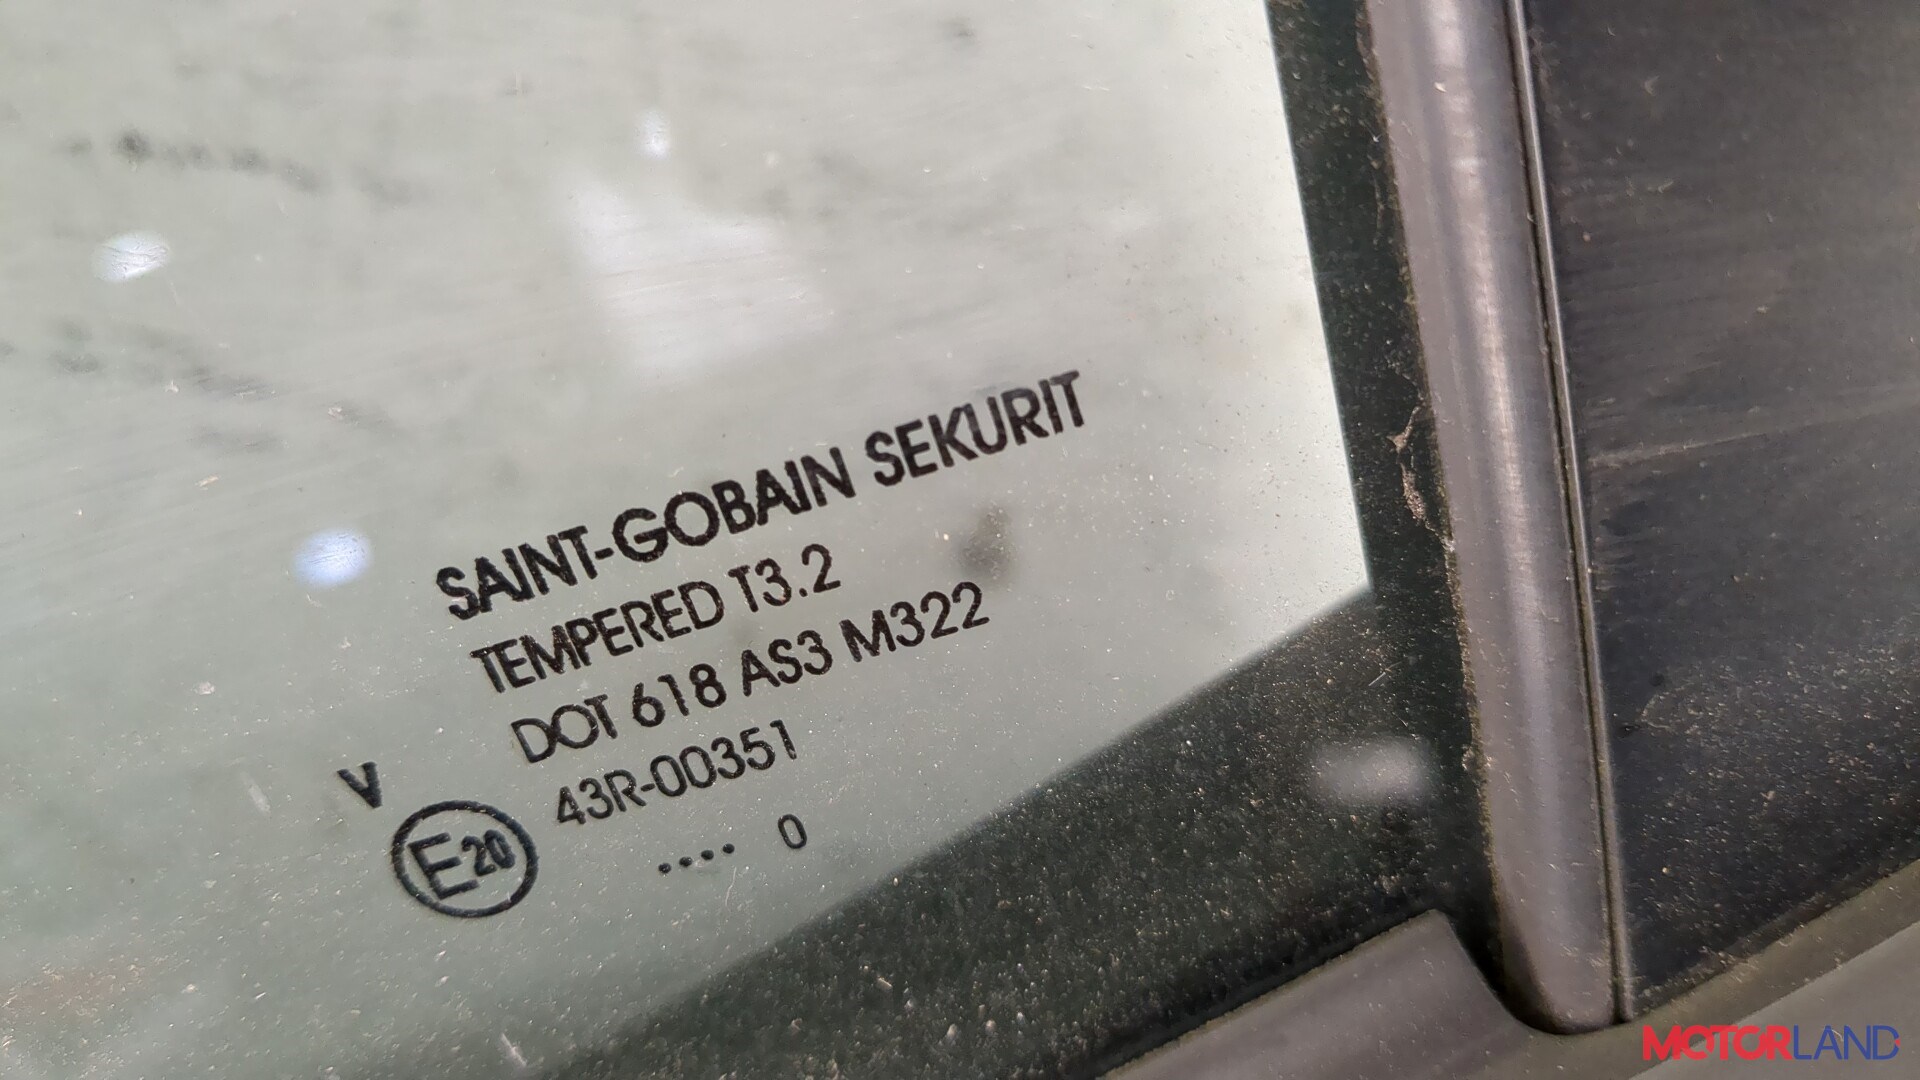 SAINT-GOBAIN SEKURIT
TEMPERED T3.2
DOT 618 AS3 M322
V
E20
43R-00351
.... 0
MOTORLAND